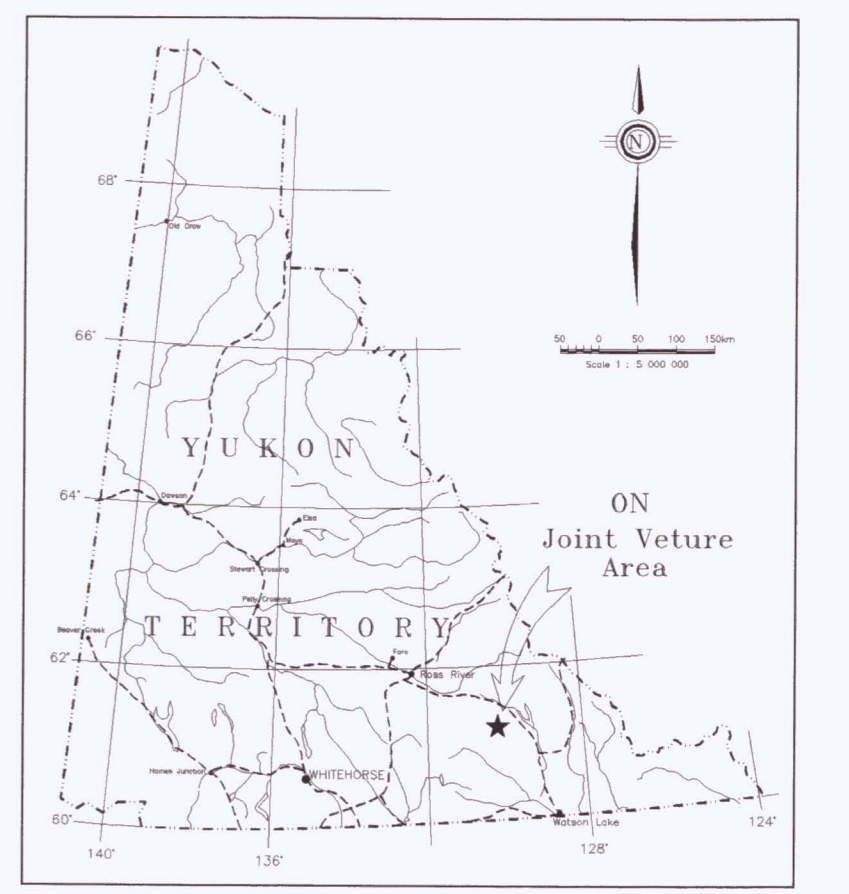 N
68°
Old Crow
66°
50 0 50 100 150km
Scale 1 : 5 000 000
YUKON
64°
Dawson
Elsa
Mayo
Stewart Crossing
ON
Joint Veture
Area
Pelly Crossing
TERRITORY
Beaver Creek
62°
Faro
Ross River
Haines Junction
WHITEHORSE
60°
Watson Lake
140°
136°
128°
124°